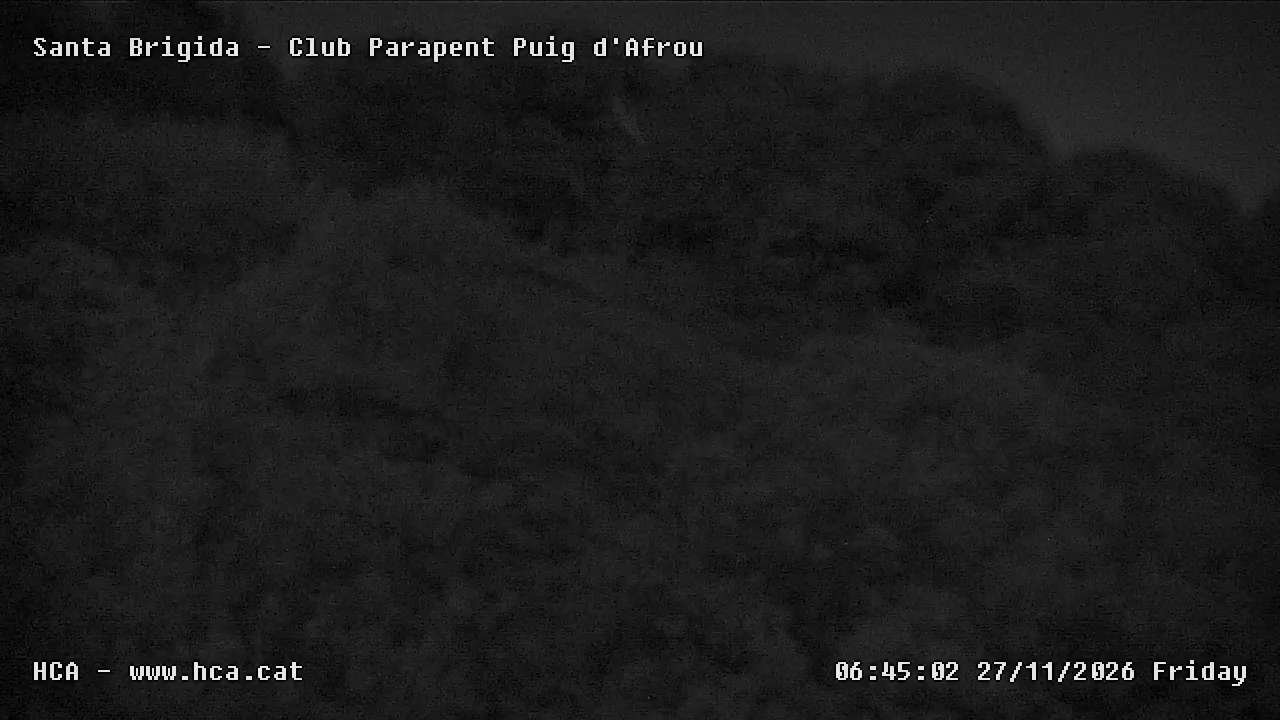 Santa Brigida - Club Parapent Puig d'Afrou
HCA - www.hca.cat
06:45:02 27/11/2026 Friday